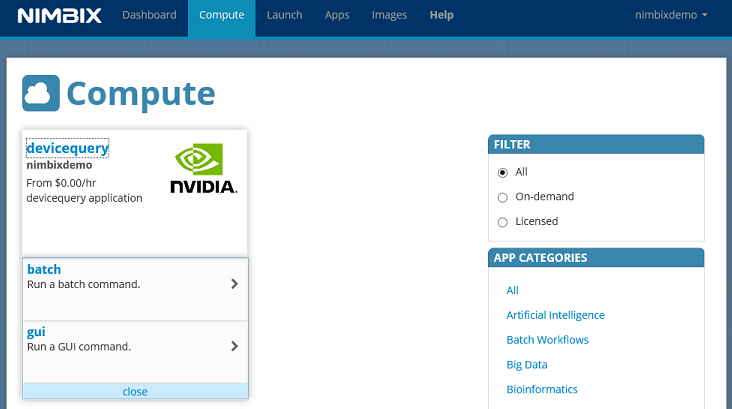 NIMBIX Dashboard Compute Launch Apps Images Help nimbixdemo
Compute
devicequery
nimbixdemo
From $0.00/hr
devicequery application
NVIDIA.
batch
Run a batch command.
gui
Run a GUI command.
close
FILTER
All
On-demand
Licensed
APP CATEGORIES
All
Artificial Intelligence
Batch Workflows
Big Data
Bioinformatics